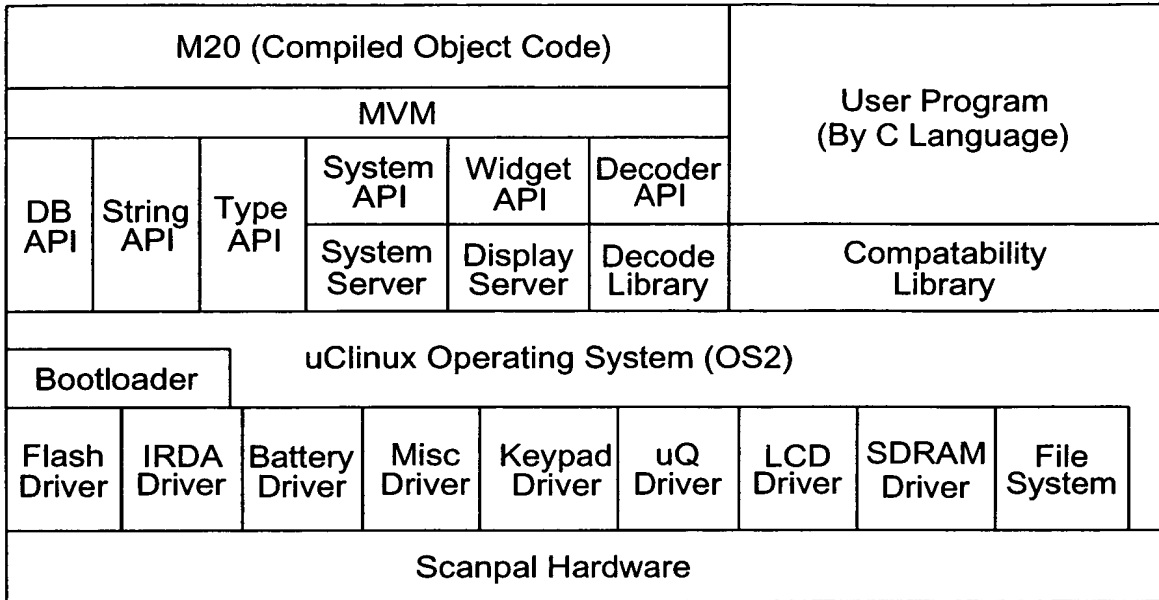 M20 (Compiled Object Code)
User Program
(By C Language)
MVM
DB
API
String
API
Type
API
System
API
Widget
API
Decoder
API
System
Server
Display
Server
Decode
Library
Compatability
Library
uClinux Operating System (OS2)
Bootloader
Flash
Driver
IRDA
Driver
Battery
Driver
Misc
Driver
Keypad
Driver
uQ
Driver
LCD
Driver
SDRAM
Driver
File
System
Scanpal Hardware